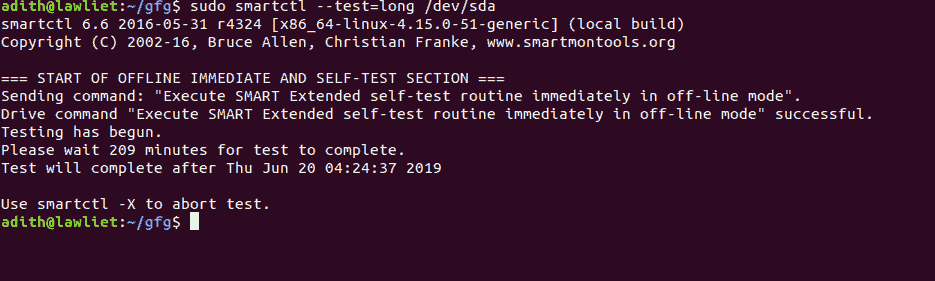 adith@lawliet:~/gfg$ sudo smartctl --test=long /dev/sda
smartctl 6.6 2016-05-31 r4324 [x86_64-linux-4.15.0-51-generic] (local build)
Copyright (C) 2002-16, Bruce Allen, Christian Franke, www.smartmontools.org
=== START OF OFFLINE IMMEDIATE AND SELF-TEST SECTION ===
Sending command: "Execute SMART Extended self-test routine immediately in off-line mode".
Drive command "Execute SMART Extended self-test routine immediately in off-line mode" successful.
Testing has begun.
Please wait 209 minutes for test to complete.
Test will complete after Thu Jun 20 04:24:37 2019
Use smartctl -X to abort test.
adith@lawliet:~/gfg$